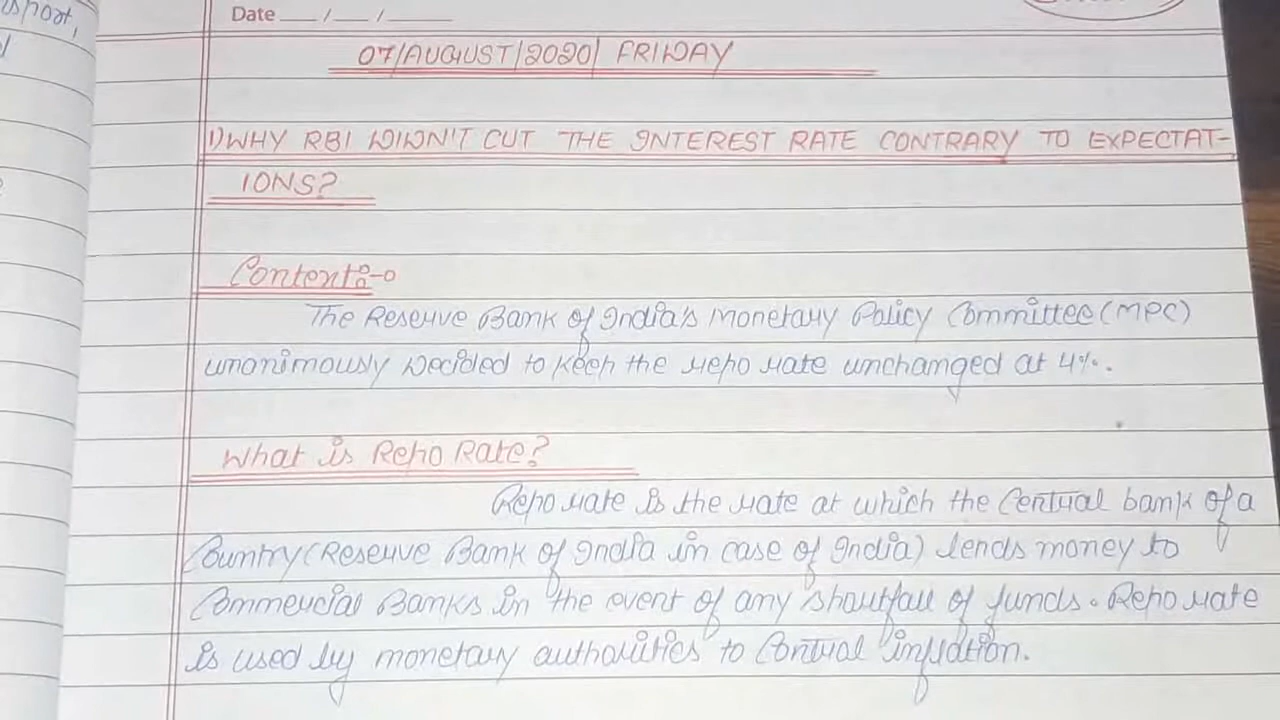 sport,
Date ___ / ___ / _____
07/AUGUST/2020/ FRIDAY
1) WHY RBI DIDN'T CUT THE INTEREST RATE CONTRARY TO EXPECTAT-
IONS?
Content:-
The Reserve Bank of India's monetary Policy Committee (MPC)
unanimously decided to keep the repo rate unchanged at 4%.
What is Repo Rate?
Repo rate is the rate at which the Central bank of a
Country (Reserve Bank of India in case of India) lends money to
Commercial Banks in the event of any shortfall of funds. Repo rate
is used by monetary authorities to Control inflation.